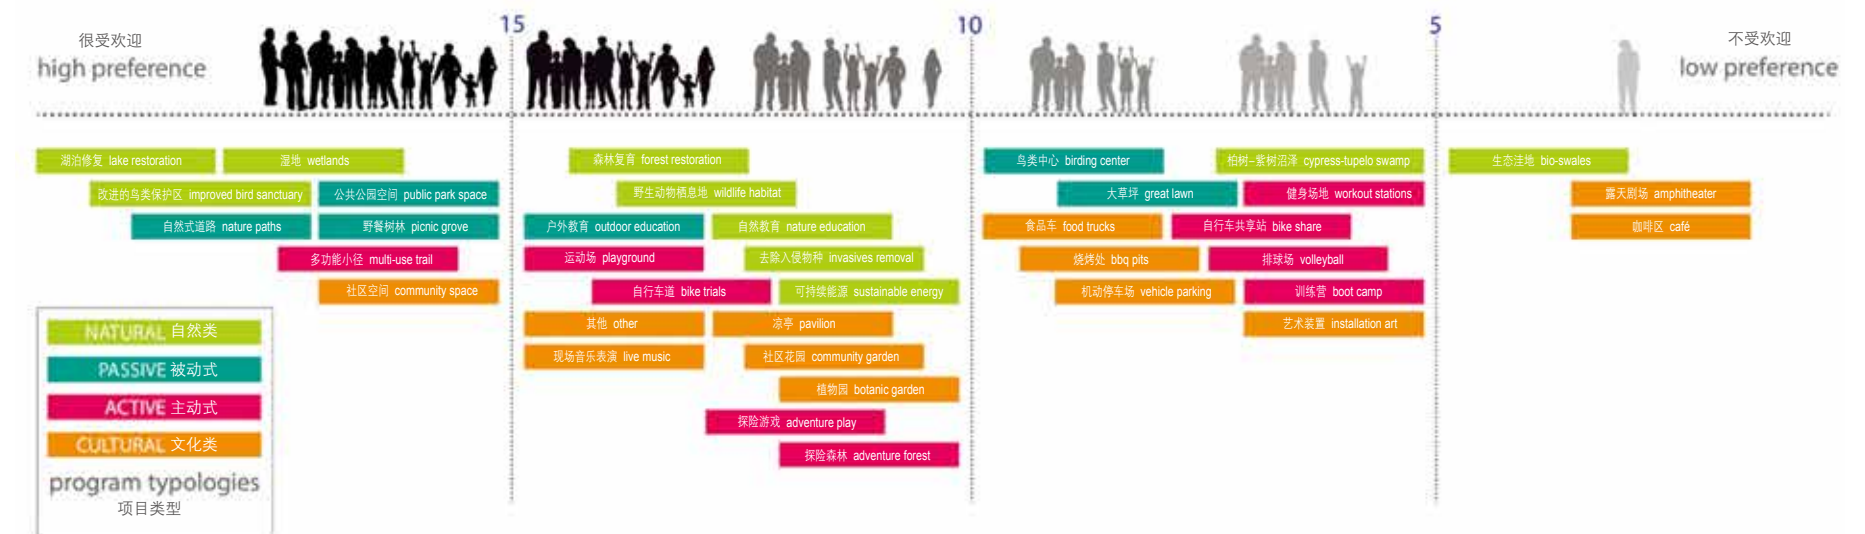 15
10
5
很受欢迎
high preference
不受欢迎
low preference
湖泊修复 lake restoration
湿地 wetlands
森林复育 forest restoration
鸟类中心 birding center
柏树-紫树沼泽 cypress-tupelo swamp
生态洼地 bio-swales
改进的鸟类保护区 improved bird sanctuary
公共公园空间 public park space
野生动物栖息地 wildlife habitat
大草坪 great lawn
健身场地 workout stations
露天剧场 amphitheater
自然式道路 nature paths
野餐树林 picnic grove
户外教育 outdoor education
自然教育 nature education
食品车 food trucks
自行车共享站 bike share
咖啡区 café
多功能小径 multi-use trail
运动场 playground
去除入侵物种 invasives removal
烧烤处 bbq pits
排球场 volleyball
社区空间 community space
自行车道 bike trials
可持续能源 sustainable energy
机动停车场 vehicle parking
训练营 boot camp
其他 other
凉亭 pavilion
艺术装置 installation art
现场音乐表演 live music
社区花园 community garden
植物园 botanic garden
探险游戏 adventure play
探险森林 adventure forest
NATURAL 自然类
PASSIVE 被动式
ACTIVE 主动式
CULTURAL 文化类
program typologies
项目类型